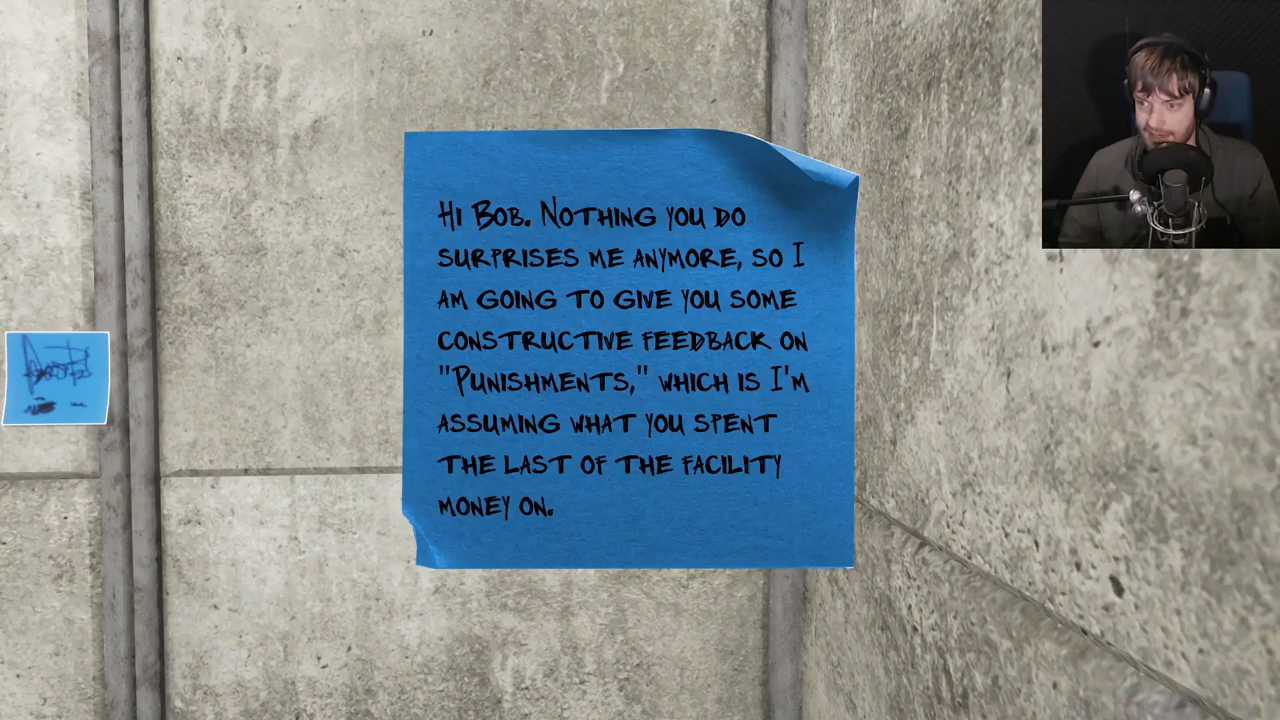 Hi Bob. Nothing you do
surprises me anymore, so I
am going to give you some
constructive feedback on
"Punishments," which is I'm
assuming what you spent
the last of the facility
money on.